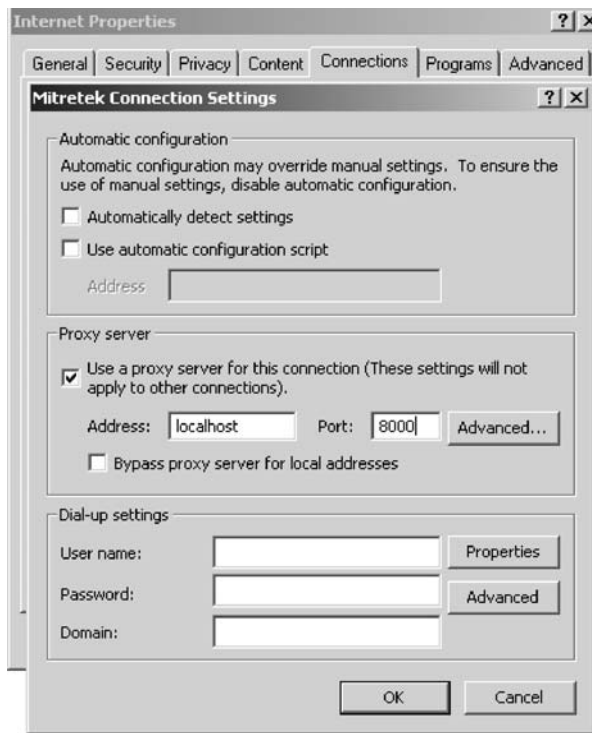 Internet Properties
General Security Privacy Content Connections Programs Advanced
Mitretek Connection Settings
Automatic configuration
Automatic configuration may override manual settings. To ensure the
use of manual settings, disable automatic configuration.
Automatically detect settings
Use automatic configuration script
Address
Proxy server
Use a proxy server for this connection (These settings will not
apply to other connections).
Address: localhost Port: 8000 Advanced...
Bypass proxy server for local addresses
Dial-up settings
User name: Properties
Password: Advanced
Domain:
OK Cancel